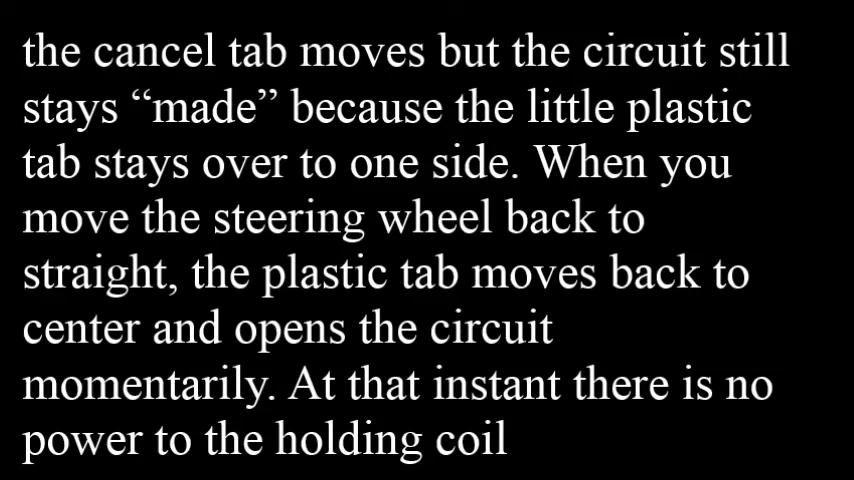 the cancel tab moves but the circuit still
stays “made” because the little plastic
tab stays over to one side. When you
move the steering wheel back to
straight, the plastic tab moves back to
center and opens the circuit
momentarily. At that instant there is no
power to the holding coil